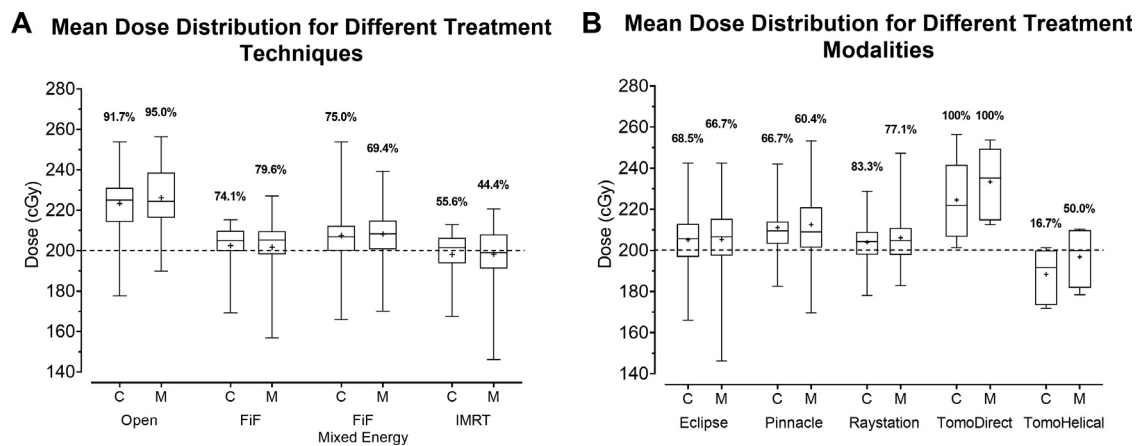 A
Mean Dose Distribution for Different Treatment
Techniques
280
260
240
220
200
180
160
140
Dose (cGy)
91.7% 95.0%
74.1% 79.6%
75.0% 69.4%
55.6% 44.4%
C M C M C M C M
Open FiF FiF IMRT
Mixed Energy
B
Mean Dose Distribution for Different Treatment
Modalities
280
260
240
220
200
180
160
140
Dose (cGy)
68.5% 66.7%
66.7% 60.4%
83.3% 77.1%
100% 100%
16.7% 50.0%
C M C M C M C M C M
Eclipse Pinnacle Raystation TomoDirect TomoHelical